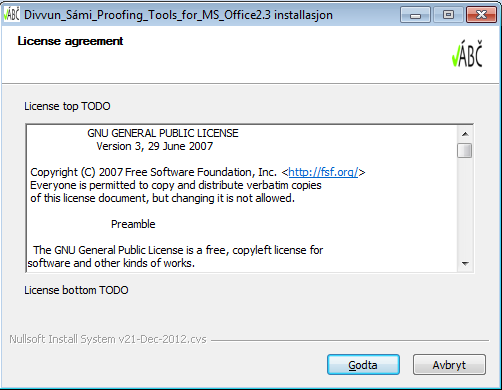 Divvun_Sámi_Proofing_Tools_for_MS_Office2.3 installasjon
License agreement
ÁBČ
License top TODO
GNU GENERAL PUBLIC LICENSE
Version 3, 29 June 2007
Copyright (C) 2007 Free Software Foundation, Inc. <http://fsf.org/>
Everyone is permitted to copy and distribute verbatim copies
of this license document, but changing it is not allowed.
Preamble
The GNU General Public License is a free, copyleft license for
software and other kinds of works.
License bottom TODO
Nullsoft Install System v21-Dec-2012.cvs
Godta
Avbryt